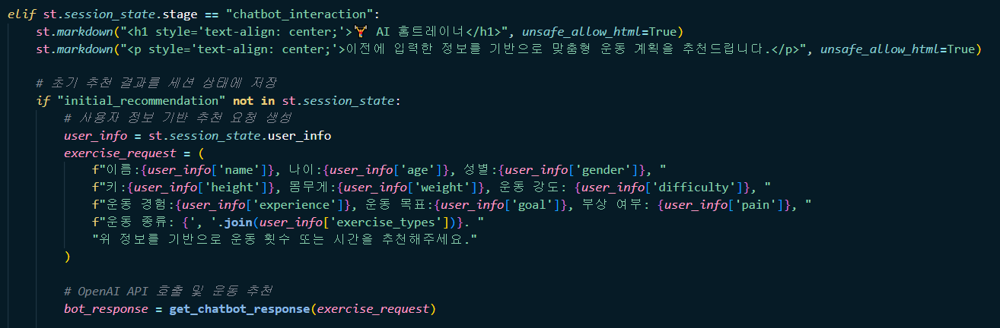 elif st.session_state.stage == "chatbot_interaction":
    st.markdown("<h1 style='text-align: center;'>🏋️ AI 홈트레이너</h1>", unsafe_allow_html=True)
    st.markdown("<p style='text-align: center;'>이전에 입력한 정보를 기반으로 맞춤형 운동 계획을 추천드립니다.</p>", unsafe_allow_html=True)

    # 초기 추천 결과를 세션 상태에 저장
    if "initial_recommendation" not in st.session_state:
        # 사용자 정보 기반 추천 요청 생성
        user_info = st.session_state.user_info
        exercise_request = (
            f"이름:{user_info['name']}, 나이:{user_info['age']}, 성별:{user_info['gender']}, "
            f"키:{user_info['height']}, 몸무게:{user_info['weight']}, 운동 강도: {user_info['difficulty']}, "
            f"운동 경험:{user_info['experience']}, 운동 목표:{user_info['goal']}, 부상 여부: {user_info['pain']}, "
            f"운동 종류: {', '.join(user_info['exercise_types'])}. "
            "위 정보를 기반으로 운동 횟수 또는 시간을 추천해주세요."
        )

        # OpenAI API 호출 및 운동 추천
        bot_response = get_chatbot_response(exercise_request)